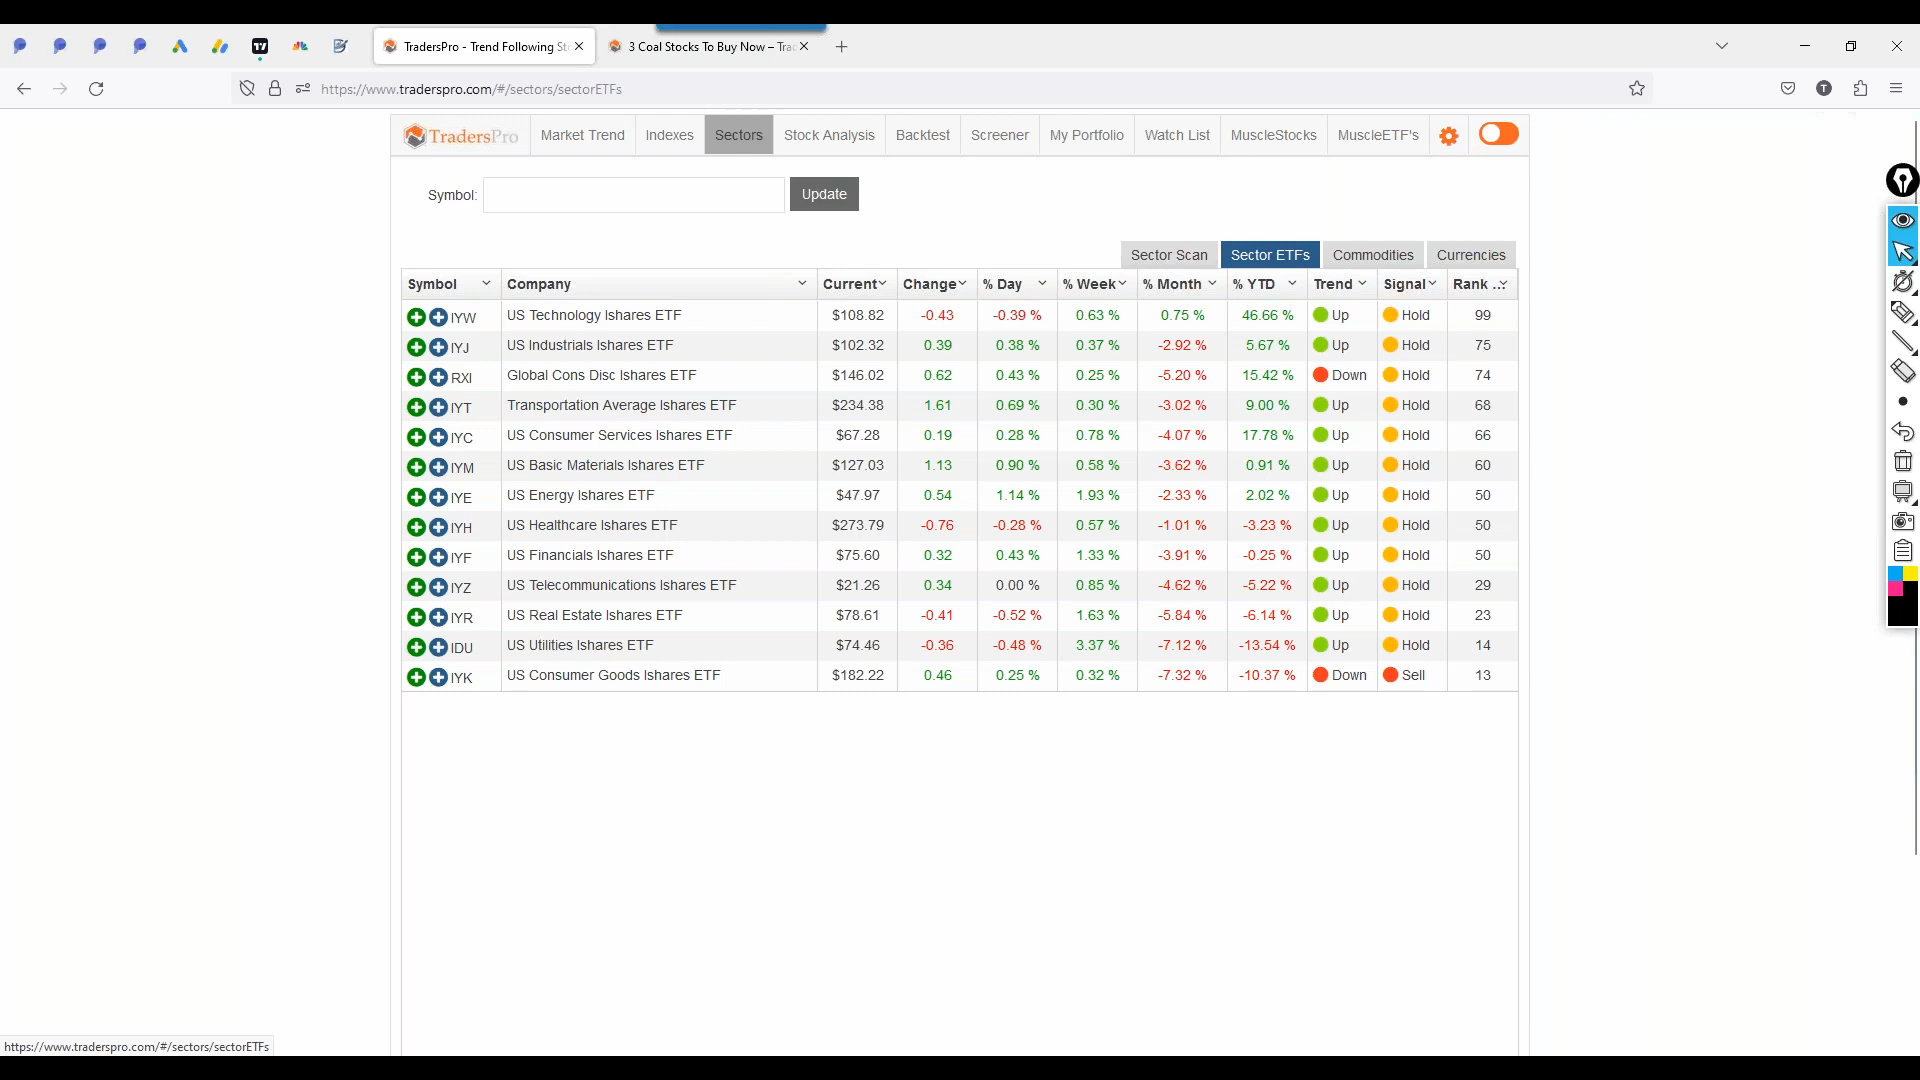 TradersPro - Trend Following St
3 Coal Stocks To Buy Now – Trad
https://www.traderspro.com/#/sectors/sectorETFs
TradersPro Market Trend Indexes Sectors Stock Analysis Backtest Screener My Portfolio Watch List MuscleStocks MuscleETF's
Symbol: Update
Sector Scan Sector ETFs Commodities Currencies
Symbol Company Current Change % Day % Week % Month % YTD Trend Signal Rank ...
IYW US Technology Ishares ETF $108.82 -0.43 -0.39 % 0.63 % 0.75 % 46.66 % Up Hold 99
IYJ US Industrials Ishares ETF $102.32 0.39 0.38 % 0.37 % -2.92 % 5.67 % Up Hold 75
RXI Global Cons Disc Ishares ETF $146.02 0.62 0.43 % 0.25 % -5.20 % 15.42 % Down Hold 74
IYT Transportation Average Ishares ETF $234.38 1.61 0.69 % 0.30 % -3.02 % 9.00 % Up Hold 68
IYC US Consumer Services Ishares ETF $67.28 0.19 0.28 % 0.78 % -4.07 % 17.78 % Up Hold 66
IYM US Basic Materials Ishares ETF $127.03 1.13 0.90 % 0.58 % -3.62 % 0.91 % Up Hold 60
IYE US Energy Ishares ETF $47.97 0.54 1.14 % 1.93 % -2.33 % 2.02 % Up Hold 50
IYH US Healthcare Ishares ETF $273.79 -0.76 -0.28 % 0.57 % -1.01 % -3.23 % Up Hold 50
IYF US Financials Ishares ETF $75.60 0.32 0.43 % 1.33 % -3.91 % -0.25 % Up Hold 50
IYZ US Telecommunications Ishares ETF $21.26 0.34 0.00 % 0.85 % -4.62 % -5.22 % Up Hold 29
IYR US Real Estate Ishares ETF $78.61 -0.41 -0.52 % 1.63 % -5.84 % -6.14 % Up Hold 23
IDU US Utilities Ishares ETF $74.46 -0.36 -0.48 % 3.37 % -7.12 % -13.54 % Up Hold 14
IYK US Consumer Goods Ishares ETF $182.22 0.46 0.25 % 0.32 % -7.32 % -10.37 % Down Sell 13
https://www.traderspro.com/#/sectors/sectorETFs